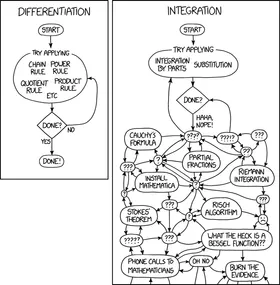 DIFFERENTIATION
START
TRY APPLYING
CHAIN RULE
POWER RULE
QUOTIENT RULE
PRODUCT RULE
ETC
DONE?
NO
YES
DONE!
INTEGRATION
START
TRY APPLYING
INTEGRATION BY PARTS
SUBSTITUTION
DONE?
HAHA,
NOPE!
CAUCHY'S
FORMULA
????
???!?
???
??
???
PARTIAL
FRACTIONS
?
?
INSTALL
MATHEMATICA
RIEMANN
INTEGRATION
?
???
???
STOKES'
THEOREM
???
RISCH
ALGORITHM
?????
???
WHAT THE HECK IS A
BESSEL FUNCTION??
PHONE CALLS TO
MATHEMATICIANS
OH NO
BURN THE
EVIDENCE